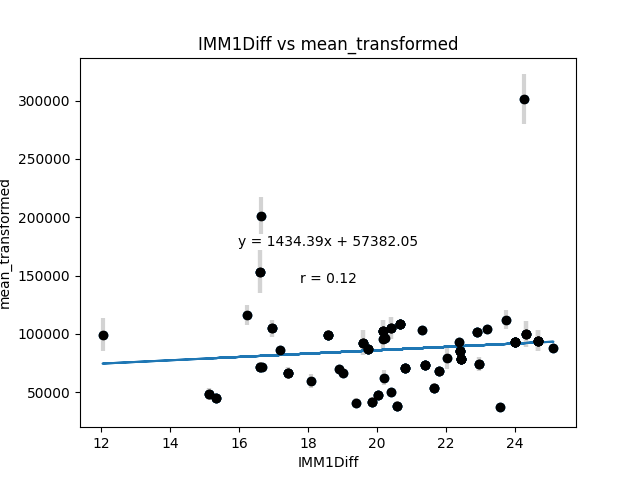 IMM1Diff vs mean_transformed
300000
250000
200000
150000
100000
50000
mean_transformed
y = 1434.39x + 57382.05
r = 0.12
12 14 16 18 20 22 24
IMM1Diff